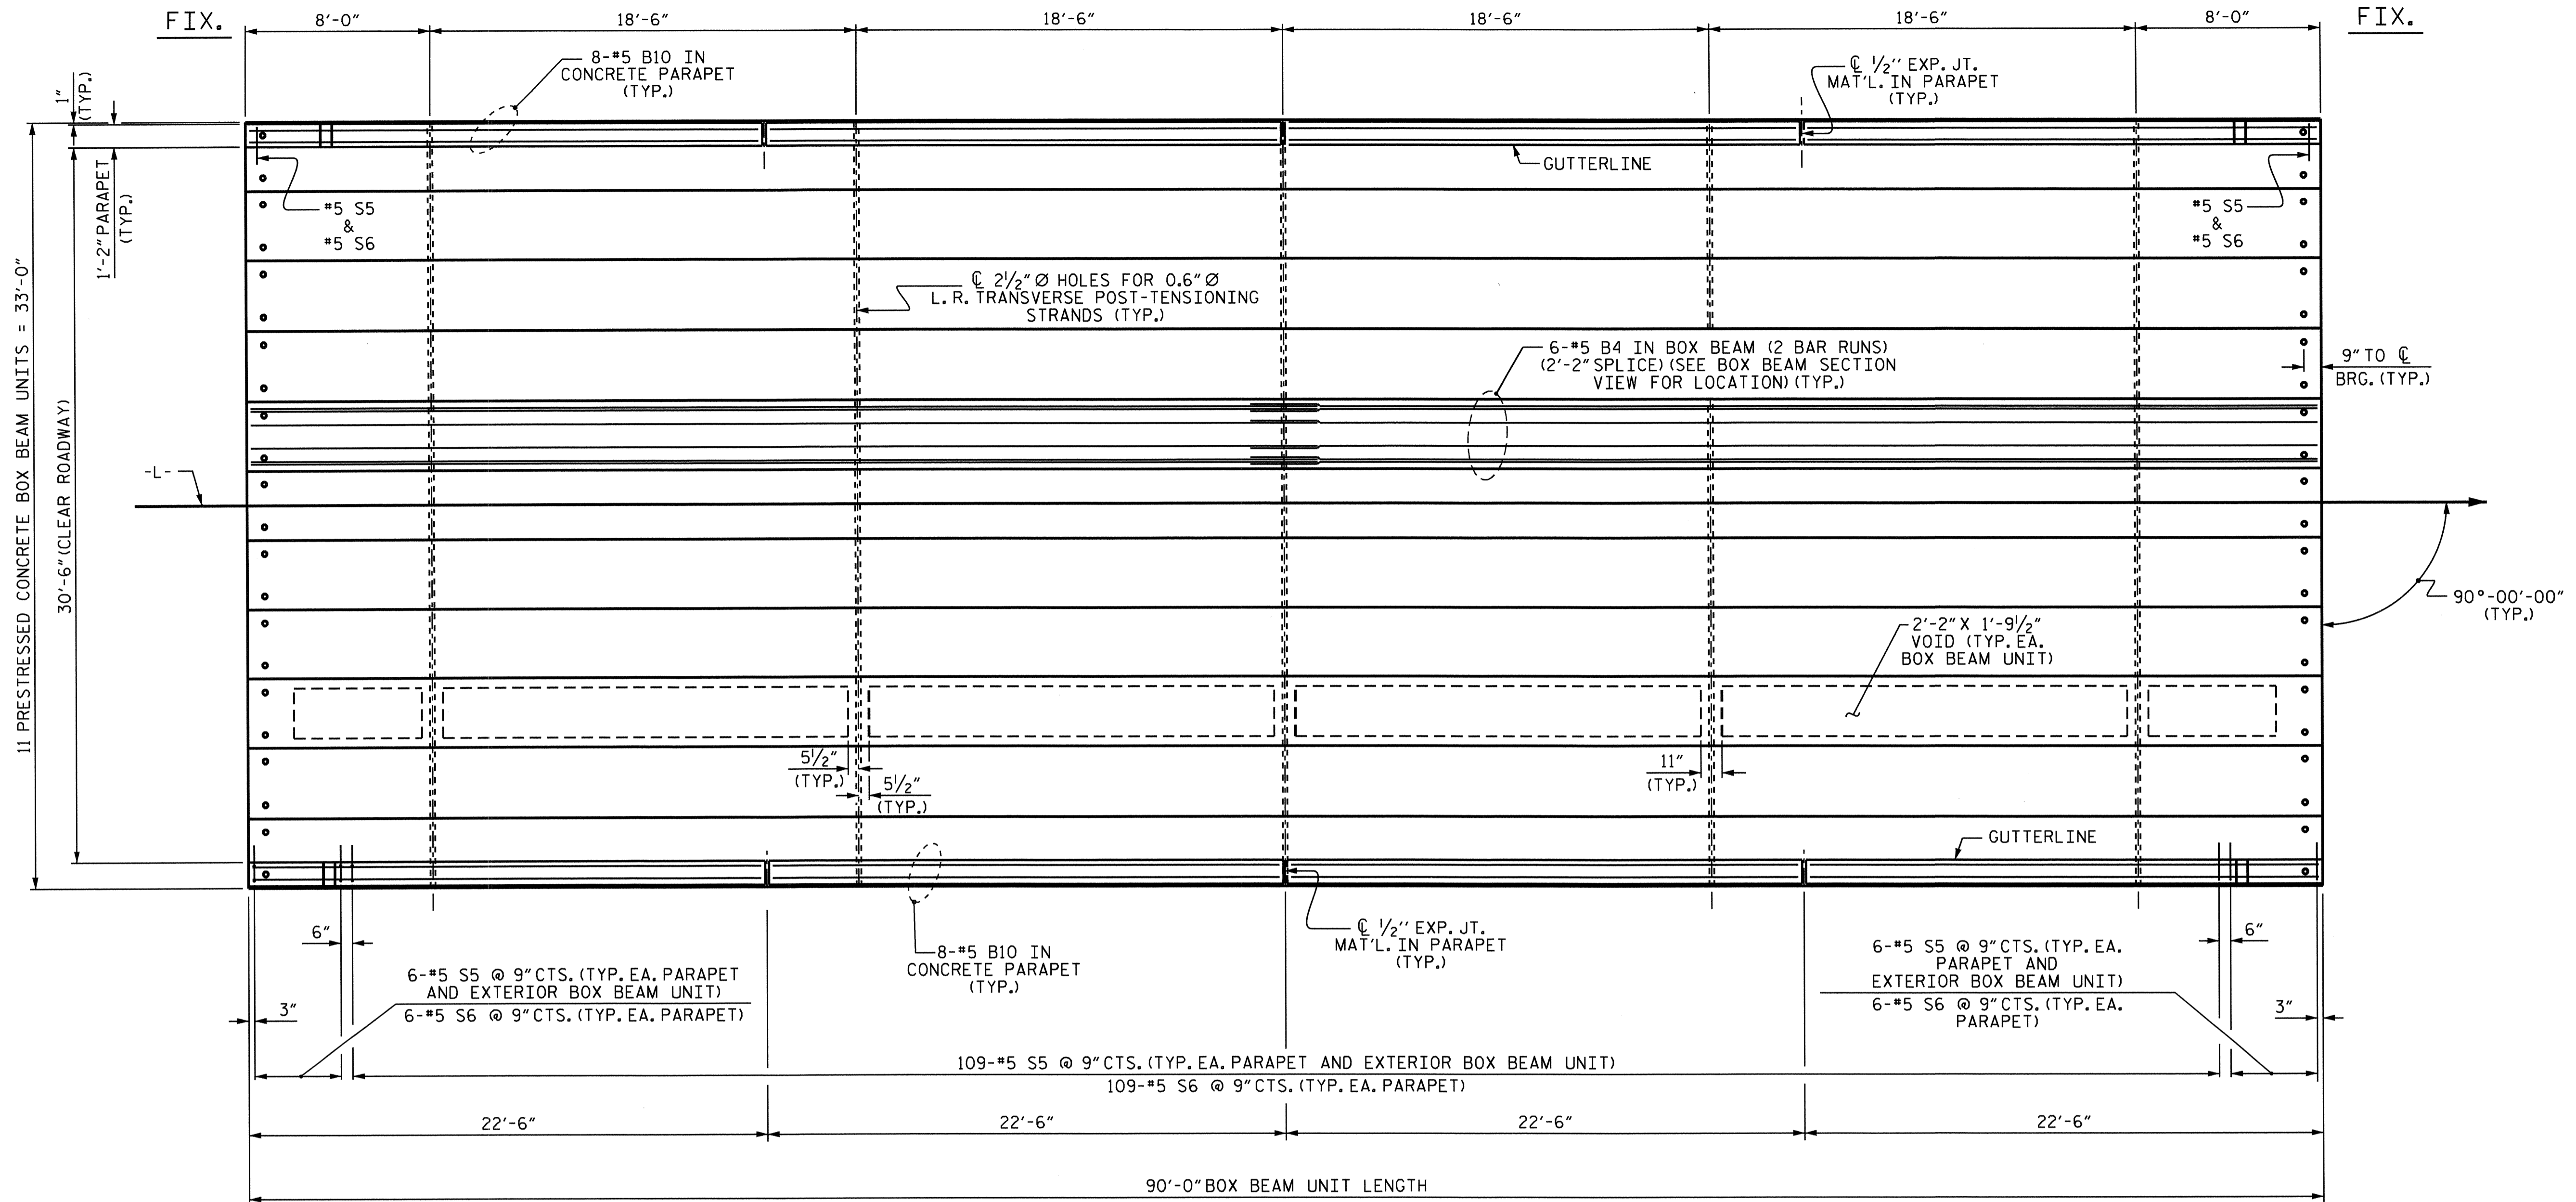 FIX.
8'-0"
18'-6"
18'-6"
18'-6"
18'-6"
8'-0"
FIX.
8-#5 B10 IN
CONCRETE PARAPET
(TYP.)
℄ 1/2'' EXP. JT.
MAT'L. IN PARAPET
(TYP.)
1"
(TYP.)
1'-2" PARAPET
(TYP.)
GUTTERLINE
#5 S5
&
#5 S6
#5 S5
&
#5 S6
℄ 2 1/2" Ø HOLES FOR 0.6" Ø
L. R. TRANSVERSE POST-TENSIONING
STRANDS (TYP.)
11 PRESTRESSED CONCRETE BOX BEAM UNITS = 33'-0"
30'-6" (CLEAR ROADWAY)
6-#5 B4 IN BOX BEAM (2 BAR RUNS)
(2'-2" SPLICE) (SEE BOX BEAM SECTION
VIEW FOR LOCATION) (TYP.)
9" TO ℄
BRG. (TYP.)
-L-
90°-00'-00"
(TYP.)
2'-2" X 1'-9 1/2"
VOID (TYP. EA.
BOX BEAM UNIT)
5 1/2"
(TYP.)
5 1/2"
(TYP.)
11"
(TYP.)
GUTTERLINE
6"
8-#5 B10 IN
CONCRETE PARAPET
(TYP.)
℄ 1/2'' EXP. JT.
MAT'L. IN PARAPET
(TYP.)
6"
6-#5 S5 @ 9" CTS. (TYP. EA. PARAPET
AND EXTERIOR BOX BEAM UNIT)
6-#5 S6 @ 9" CTS. (TYP. EA. PARAPET)
6-#5 S5 @ 9" CTS. (TYP. EA.
PARAPET AND
EXTERIOR BOX BEAM UNIT)
6-#5 S6 @ 9" CTS. (TYP. EA.
PARAPET)
3"
3"
109-#5 S5 @ 9" CTS. (TYP. EA. PARAPET AND EXTERIOR BOX BEAM UNIT)
109-#5 S6 @ 9" CTS. (TYP. EA. PARAPET)
22'-6"
22'-6"
22'-6"
22'-6"
90'-0" BOX BEAM UNIT LENGTH